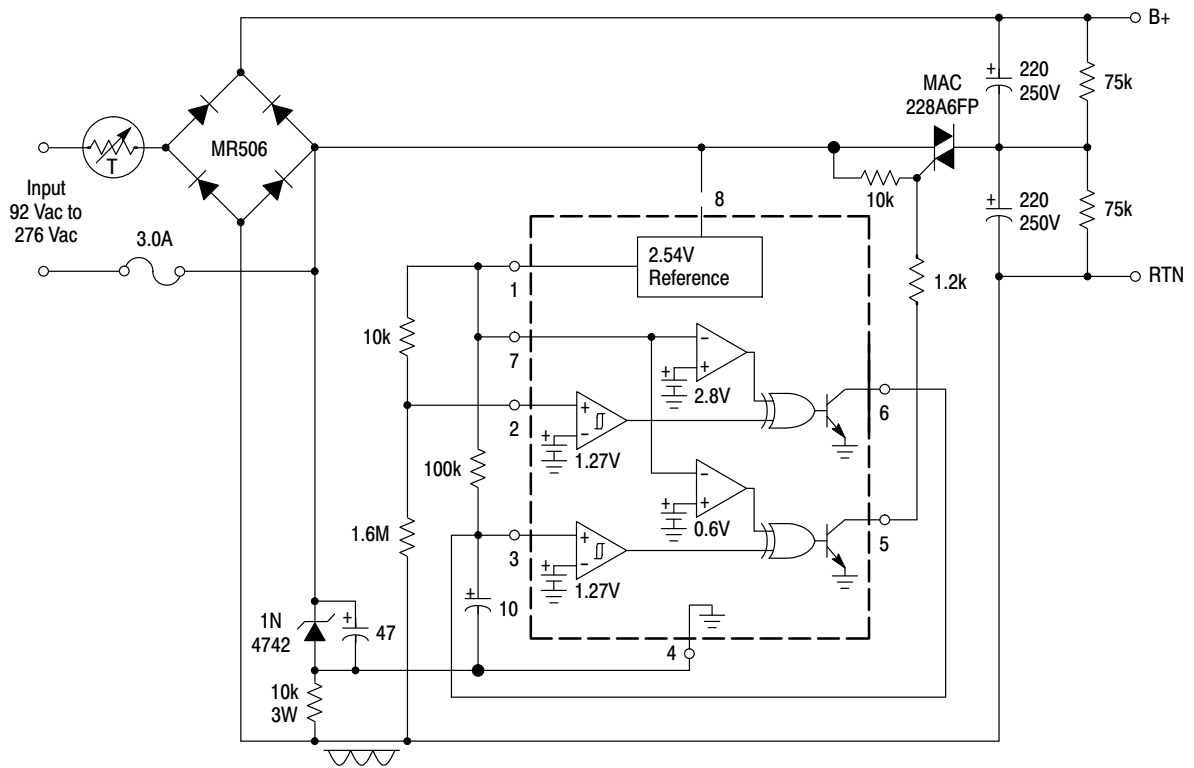 B+
220
250V
75k
MAC
228A6FP
MR506
T
Input
92 Vac to
276 Vac
3.0A
10k
8
2.54V
Reference
1
220
250V
75k
1.2k
RTN
10k
7
-
+
+
2.8V
6
2
+
-
+
1.27V
100k
-
+
+
0.6V
1.6M
3
+
-
+
1.27V
5
+
10
1N
4742
+
47
4
10k
3W
+
+